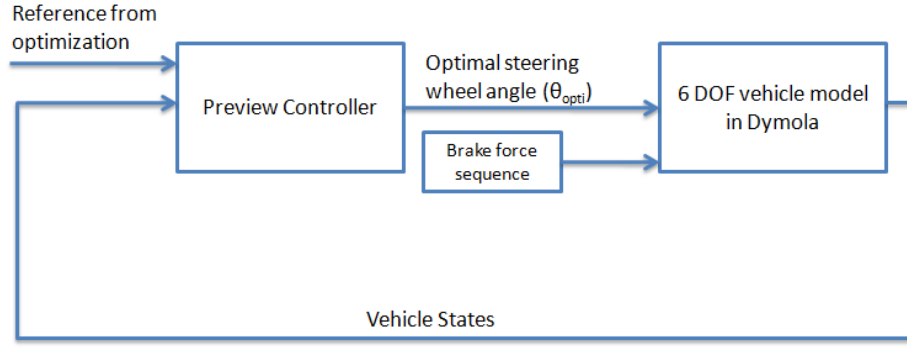 Reference from
optimization
Preview Controller
Optimal steering
wheel angle (θopti)
Brake force
sequence
6 DOF vehicle model
in Dymola
Vehicle States